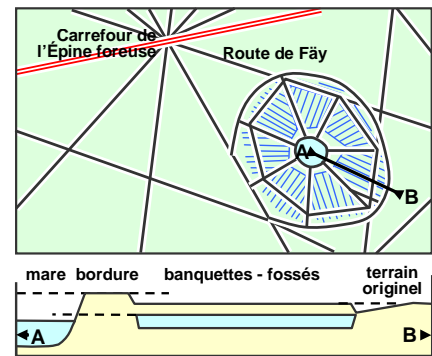 Carrefour de
l'Épine foreuse
Route de Fäy
A
B
mare bordure banquettes - fossés terrain
originel
A
B